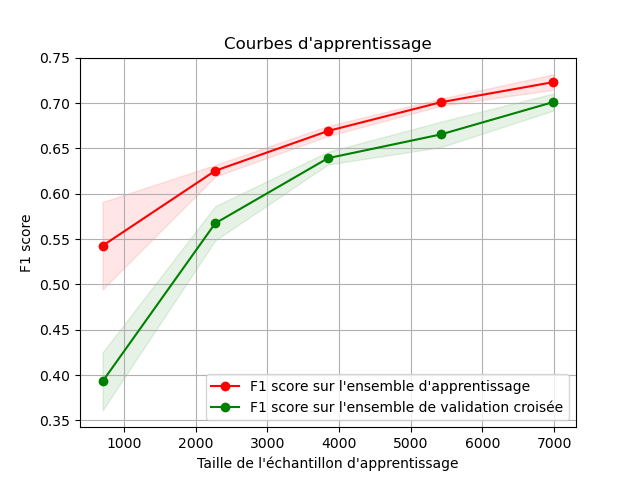 Courbes d'apprentissage
0.75
0.70
0.65
0.60
0.55
0.50
0.45
0.40
0.35
F1 score
F1 score sur l'ensemble d'apprentissage
F1 score sur l'ensemble de validation croisée
1000 2000 3000 4000 5000 6000 7000
Taille de l'échantillon d'apprentissage